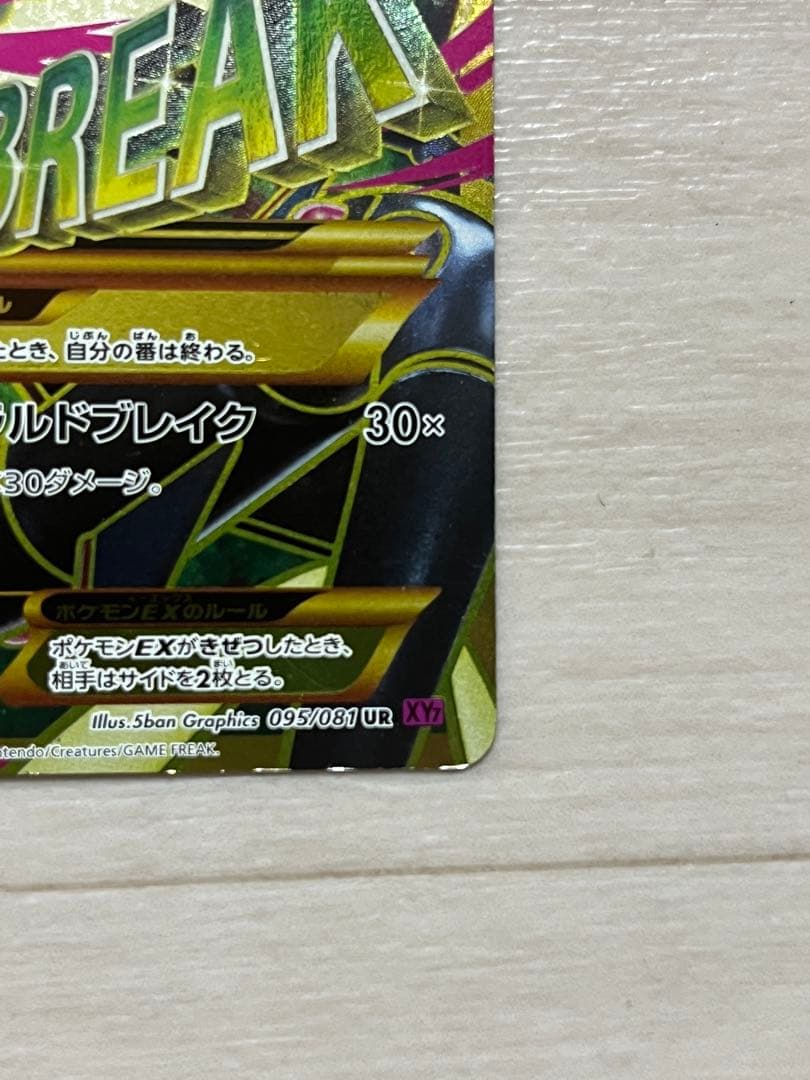 BREAK
ル
たとき、自分の番は終わる。
ラルドブレイク 30×
30ダメージ。
ポケモンEXのルール
ポケモンEXがきぜつしたとき、
相手はサイドを2枚とる。
Illus.5ban Graphics 095/081 UR XY7
ntendo/Creatures/GAME FREAK.